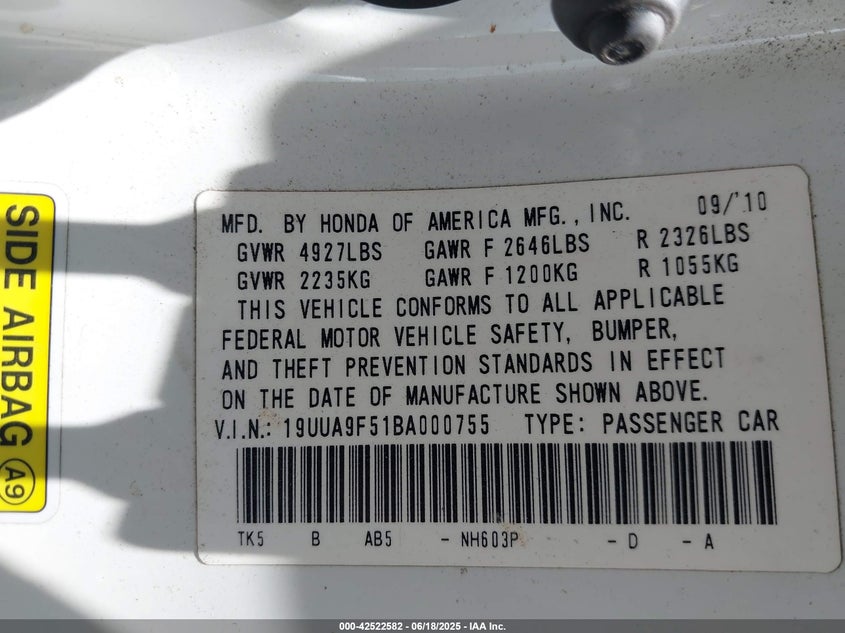 SIDE AIRBAG A9
MFD. BY HONDA OF AMERICA MFG., INC. 09/'10
GVWR 4927LBS GAWR F 2646LBS R 2326LBS
GVWR 2235KG GAWR F 1200KG R 1055KG
THIS VEHICLE CONFORMS TO ALL APPLICABLE
FEDERAL MOTOR VEHICLE SAFETY, BUMPER,
AND THEFT PREVENTION STANDARDS IN EFFECT
ON THE DATE OF MANUFACTURE SHOWN ABOVE.
V.I.N.: 19UUA9F51BA000755 TYPE: PASSENGER CAR
TK5 B AB5 - NH603P - D - A
000-42522582 - 06/18/2025 - IAA Inc.